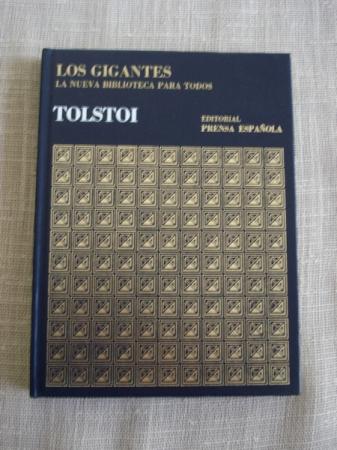 LOS GIGANTES
LA NUEVA BIBLIOTECA PARA TODOS
TOLSTOI
EDITORIAL
PRENSA ESPAÑOLA